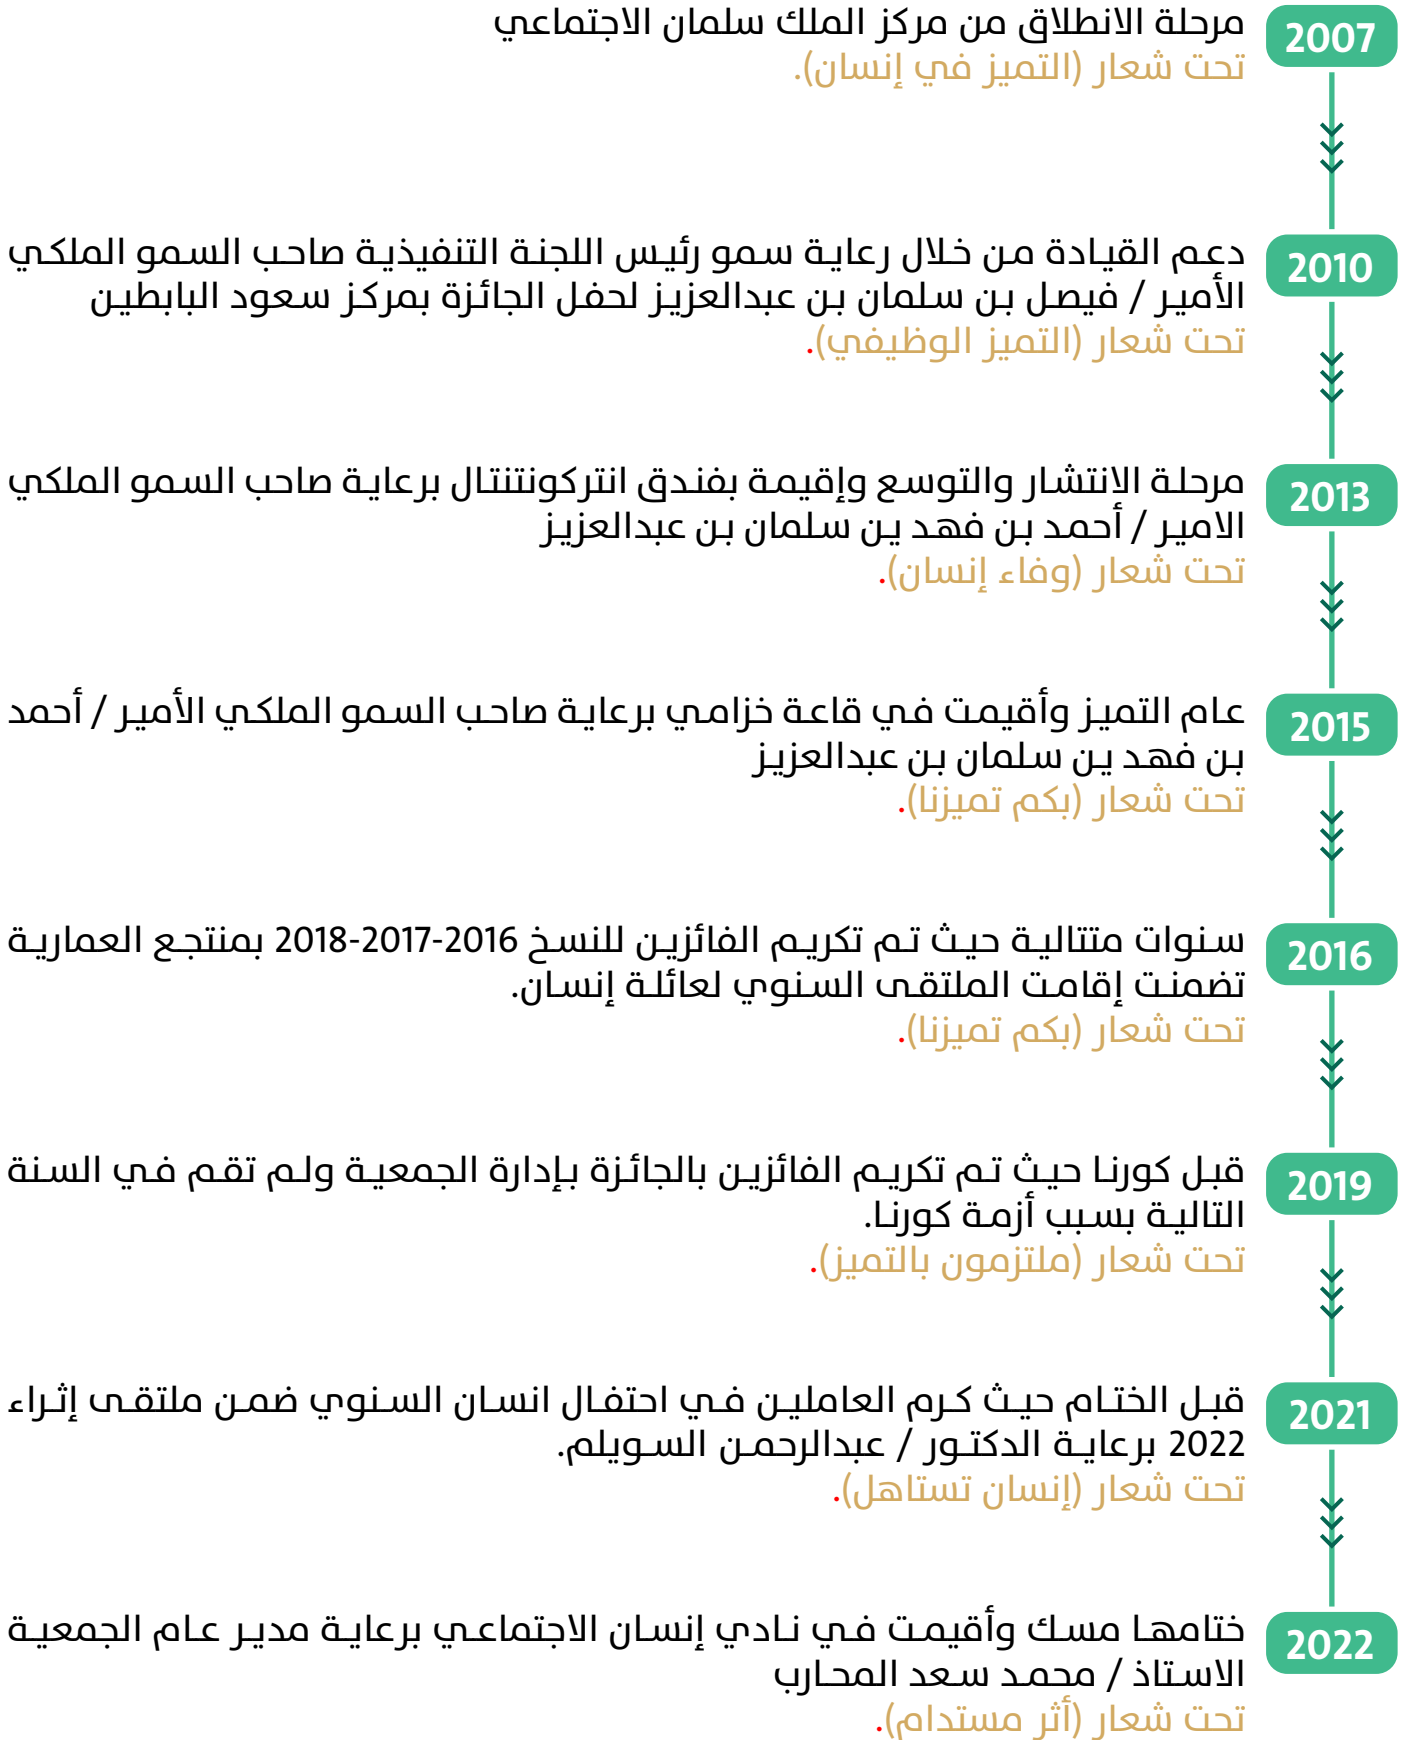 2007
مرحلة الانطلاق من مركز الملك سلمان الاجتماعي
تحت شعار (التميز في إنسان).
2010
دعم القيادة من خلال رعاية سمو رئيس اللجنة التنفيذية صاحب السمو الملكي
الأمير / فيصل بن سلمان بن عبدالعزيز لحفل الجائزة بمركز سعود البابطين
تحت شعار (التميز الوظيفي).
2013
مرحلة الانتشار والتوسع وإقيمة بفندق انتركونتنتال برعاية صاحب السمو الملكي
الامير / أحمد بن فهد ين سلمان بن عبدالعزيز
تحت شعار (وفاء إنسان).
2015
عام التميز وأقيمت في قاعة خزامي برعاية صاحب السمو الملكي الأمير / أحمد
بن فهد ين سلمان بن عبدالعزيز
تحت شعار (بكم تميزنا).
2016
سنوات متتالية حيث تم تكريم الفائزين للنسخ 2016-2017-2018 بمنتجع العمارية
تضمنت إقامت الملتقى السنوي لعائلة إنسان.
تحت شعار (بكم تميزنا).
2019
قبل كورنا حيث تم تكريم الفائزين بالجائزة بإدارة الجمعية ولم تقم في السنة
التالية بسبب أزمة كورنا.
تحت شعار (ملتزمون بالتميز).
2021
قبل الختام حيث كرم العاملين في احتفال انسان السنوي ضمن ملتقى إثراء
2022 برعاية الدكتور / عبدالرحمن السويلم.
تحت شعار (إنسان تستاهل).
2022
ختامها مسك وأقيمت في نادي إنسان الاجتماعي برعاية مدير عام الجمعية
الاستاذ / محمد سعد المحارب
تحت شعار (أثر مستدام).